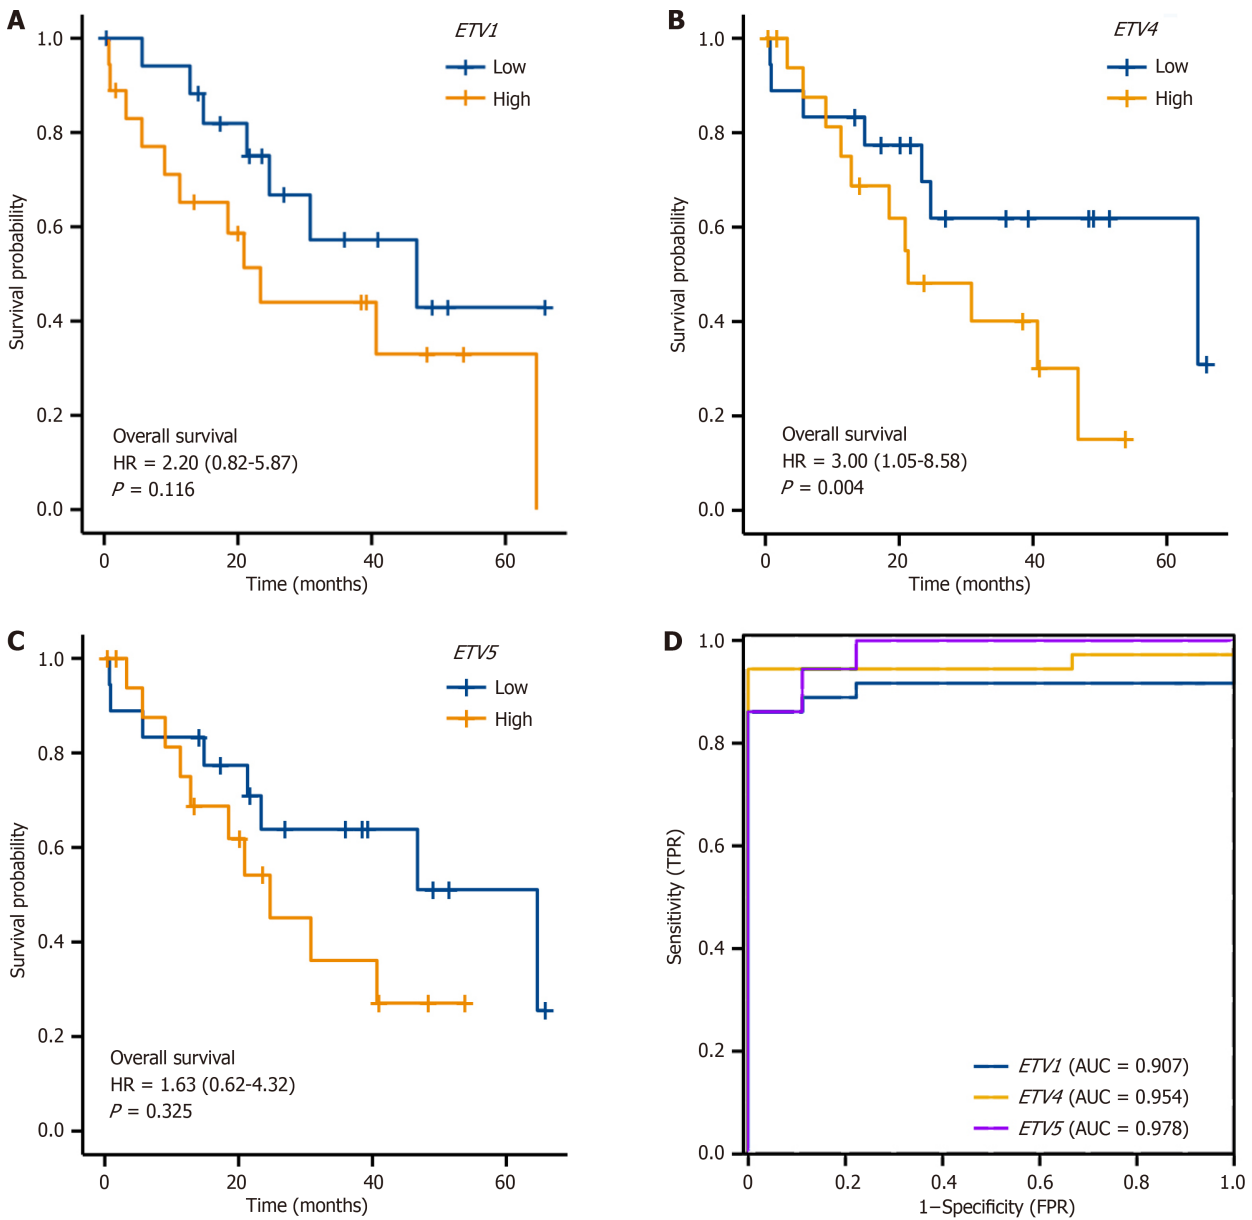 A
ETV1
Low
High
1.0
0.8
0.6
0.4
0.2
0.0
Survival probability
Overall survival
HR = 2.20 (0.82-5.87)
P = 0.116
0 20 40 60
Time (months)
B
ETV4
Low
High
1.0
0.8
0.6
0.4
0.2
0.0
Survival probability
Overall survival
HR = 3.00 (1.05-8.58)
P = 0.004
0 20 40 60
Time (months)
C
ETV5
Low
High
1.0
0.8
0.6
0.4
0.2
0.0
Survival probability
Overall survival
HR = 1.63 (0.62-4.32)
P = 0.325
0 20 40 60
Time (months)
D
1.0
0.8
0.6
0.4
0.2
0.0
Sensitivity (TPR)
ETV1 (AUC = 0.907)
ETV4 (AUC = 0.954)
ETV5 (AUC = 0.978)
0 0.2 0.4 0.6 0.8 1.0
1−Specificity (FPR)